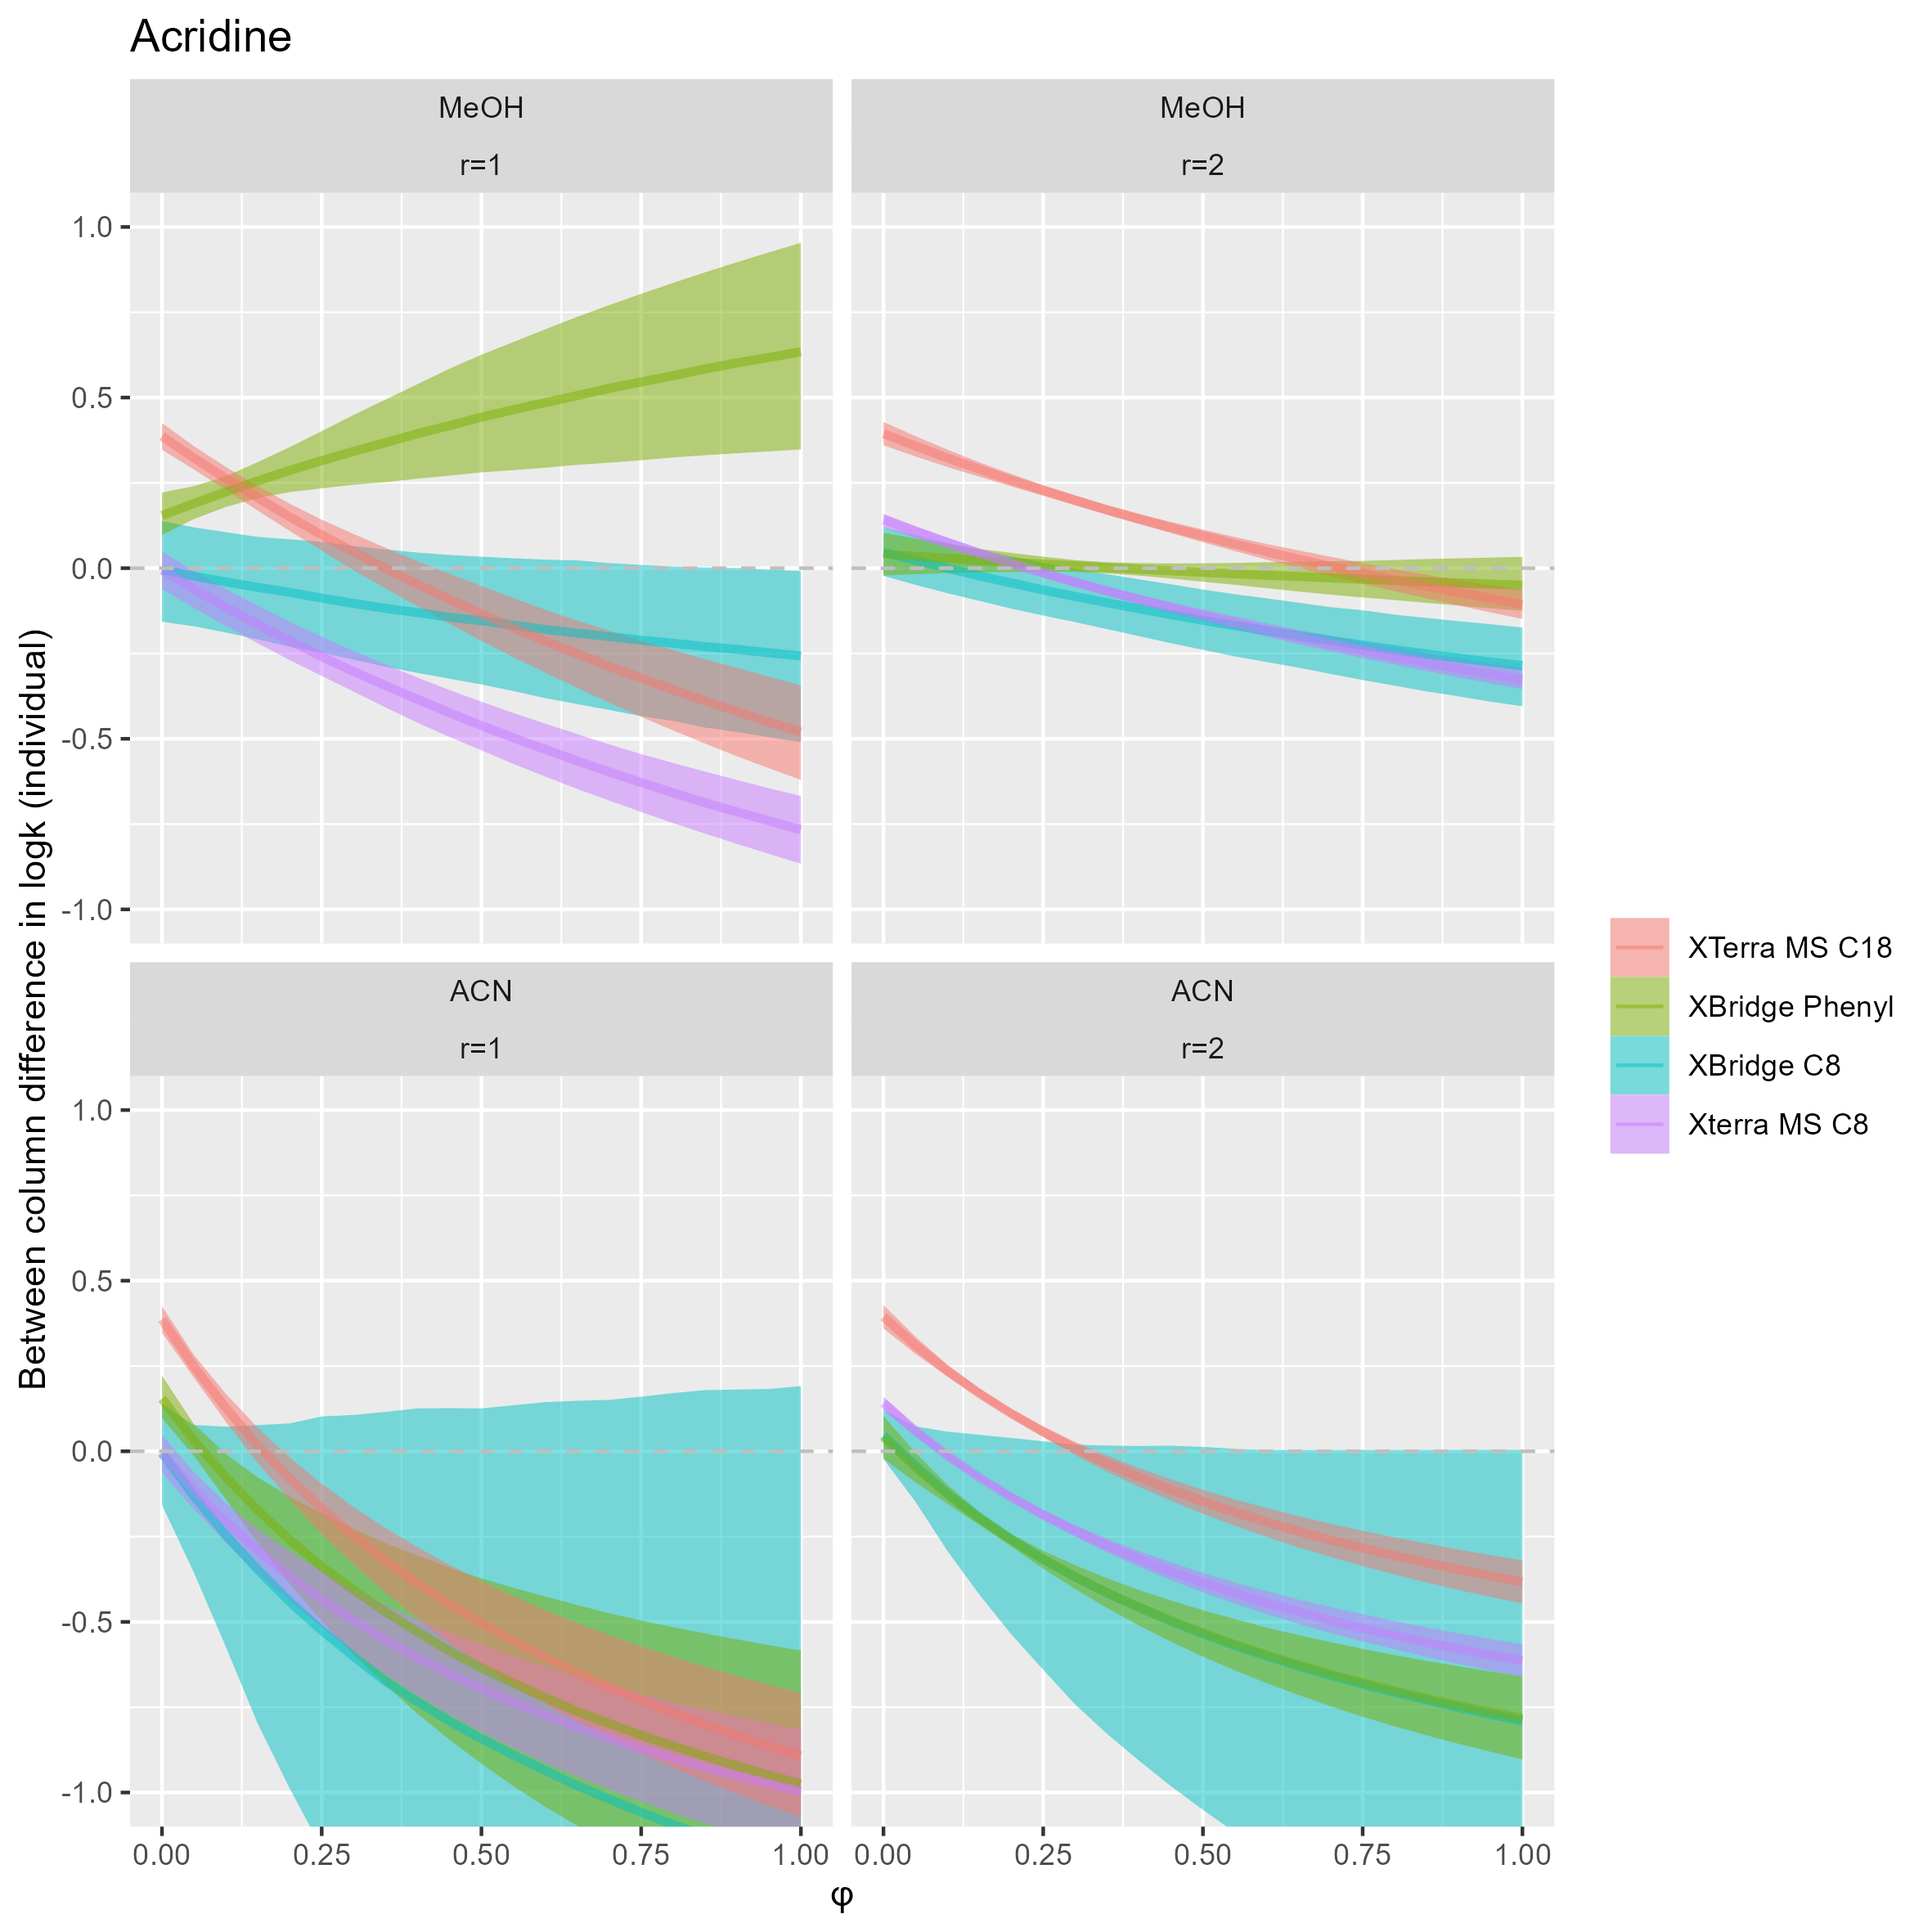 Acridine
MeOH
r=1
MeOH
r=2
1.0
0.5
0.0
-0.5
-1.0
ACN
r=1
ACN
r=2
1.0
0.5
0.0
-0.5
-1.0
0.00 0.25 0.50 0.75 1.00
0.00 0.25 0.50 0.75 1.00
φ
Between column difference in logk (individual)
XTerra MS C18
XBridge Phenyl
XBridge C8
Xterra MS C8